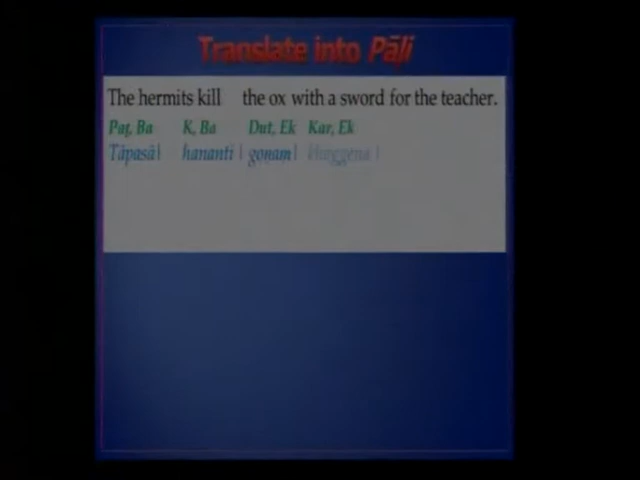 Translate into Pāḷi
The hermits kill the ox with a sword for the teacher.
Paṭ, Ba K, Ba Dut, Ek Kar, Ek
Tāpasā | hananti | goṇaṃ | khaggena |